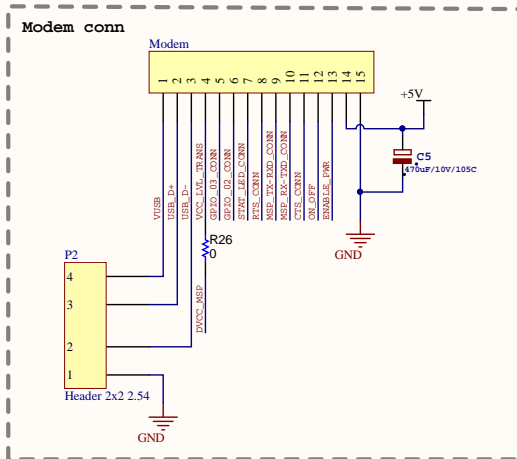 Modem conn
Modem
1 2 3 4 5 6 7 8 9 10 11 12 13 14 15
+5V
C5
470uF/10V/105C
VUSB
USB_D+
USB_D-
VCC_LVL_TRANS
GPIO_03_CONN
GPIO_02_CONN
STAT_LED_CONN
RTS_CONN
MSP_TX-RXD_CONN
MSP_RX-TXD_CONN
CTS_CONN
ON_OFF
ENABLE_PWR
R26
0
GND
DVCC_MSP
P2
4
3
2
1
Header 2x2 2.54
GND